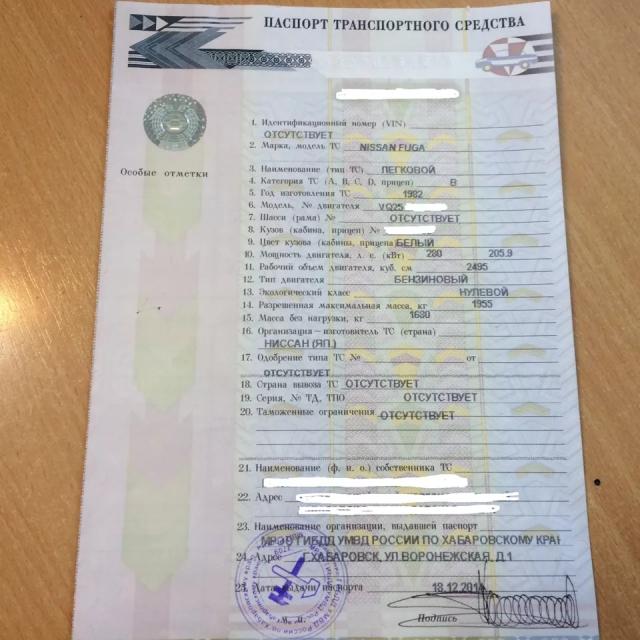 ПАСПОРТ ТРАНСПОРТНОГО СРЕДСТВА
1. Идентификационный номер (VIN)
ОТСУТСТВУЕТ
2. Марка, модель ТС NISSAN FUGA
Особые отметки
3. Наименование (тип ТС) ЛЕГКОВОЙ
4. Категория ТС (A, B, C, D, прицеп) B
5. Год изготовления ТС 1982
6. Модель, № двигателя VQ25
7. Шасси (рама) № ОТСУТСТВУЕТ
8. Кузов (кабина, прицеп) №
9. Цвет кузова (кабины, прицепа) БЕЛЫЙ
10. Мощность двигателя, л. с. (кВт) 280 205.9
11. Рабочий объем двигателя, куб. см 2495
12. Тип двигателя БЕНЗИНОВЫЙ
13. Экологический класс НУЛЕВОЙ
14. Разрешенная максимальная масса, кг 1955
15. Масса без нагрузки, кг 1680
16. Организация – изготовитель ТС (страна)
НИССАН (ЯП.)
17. Одобрение типа ТС № от
ОТСУТСТВУЕТ
18. Страна вывоза ТС ОТСУТСТВУЕТ
19. Серия, № ТД, ТПО ОТСУТСТВУЕТ
20. Таможенные ограничения ОТСУТСТВУЕТ
21. Наименование (ф. и. о.) собственника ТС
22. Адрес
23. Наименование организации, выдавшей паспорт
МРЭО ГИБДД УМВД РОССИИ ПО ХАБАРОВСКОМУ КРАЮ
24. Адрес Г.ХАБАРОВСК, УЛ.ВОРОНЕЖСКАЯ, Д.1
25. Дата выдачи паспорта 18.12.201
М. П. Подпись